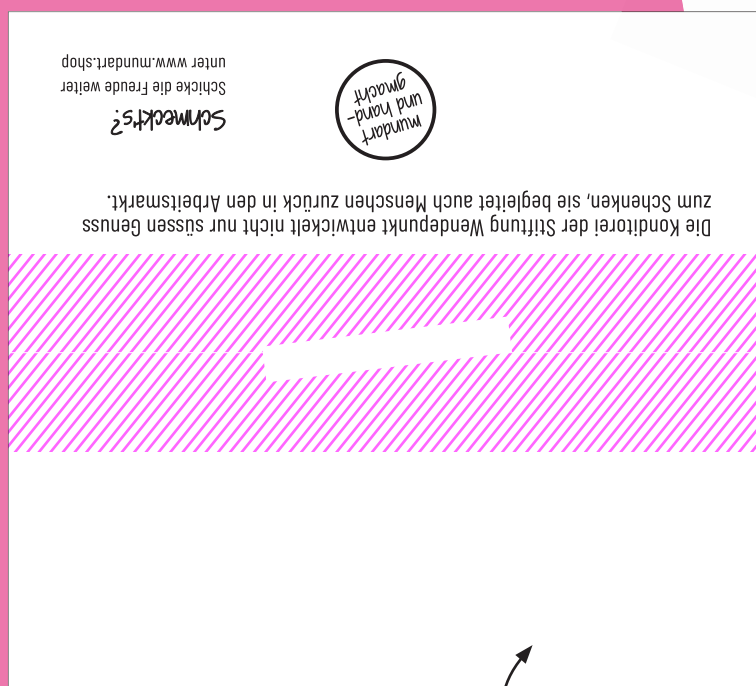 Die Konditorei der Stiftung Wendepunkt entwickelt nicht nur süssen Genuss
zum Schenken, sie begleitet auch Menschen zurück in den Arbeitsmarkt.
mundart
und hand-
gmacht
Schmeckt's?
Schicke die Freude weiter
unter www.mundart.shop